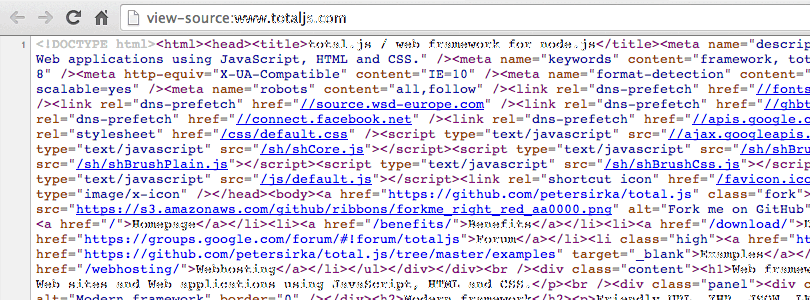 view-source:www.totaljs.com
1 <!DOCTYPE html><html><head><title>total.js / web framework for node.js</title><meta name="descrip
Web applications using JavaScript, HTML and CSS." /><meta name="keywords" content="framework, tot
8" /><meta http-equiv="X-UA-Compatible" content="IE=10" /><meta name="format-detection" content="
scalable=yes" /><meta name="robots" content="all,follow" /><link rel="dns-prefetch" href="//fonts
/><link rel="dns-prefetch" href="//source.wsd-europe.com" /><link rel="dns-prefetch" href="//ghbt
rel="dns-prefetch" href="//connect.facebook.net" /><link rel="dns-prefetch" href="//apis.google.c
rel="stylesheet" href="/css/default.css" /><script type="text/javascript" src="//ajax.googleapis.
type="text/javascript" src="/sh/shCore.js"></script><script type="text/javascript" src="/sh/shBru
src="/sh/shBrushPlain.js"></script><script type="text/javascript" src="/sh/shBrushCss.js"></script
src="/js/default.js"></script><link rel="shortcut icon" href="/favicon.ico
type="image/x-icon" /></head><body><a href="https://github.com/petersirka/total.js" class="fork">
src="https://s3.amazonaws.com/github/ribbons/forkme_right_red_aa0000.png" alt="Fork me on GitHub"
<a href="/">Homepage</a></li><li><a href="/benefits/">Benefits</a></li><li><a href="/download/">D
href="https://groups.google.com/forum/#!forum/totaljs">Forum</a></li><li class="high"><a href="ht
href="https://github.com/petersirka/total.js/tree/master/examples" target="_blank">Examples</a></
href="/webhosting/">Webhosting</a></li></ul></div></div><br /><div class="content"><h1>Web framew
Web sites and Web applications using JavaScript, HTML and CSS.</p><br /><div class="panel"><div c
alt="Modern framework" border="0" /></div><h2>Modern framework</h2><p>Friendly URL, XML, JSON,